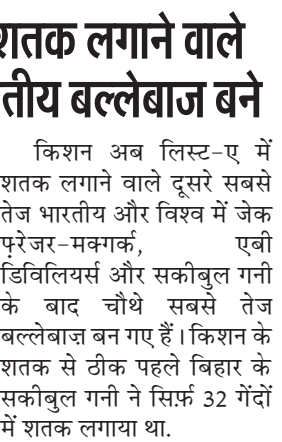 शतक लगाने वाले
तीय बल्लेबाज बने
किशन अब लिस्ट-ए में
शतक लगाने वाले दूसरे सबसे
तेज भारतीय और विश्व में जेक
फ्रेजर-मक्गर्क, एबी
डिविलियर्स और सकीबुल गनी
के बाद चौथे सबसे तेज
बल्लेबाज़ बन गए हैं। किशन के
शतक से ठीक पहले बिहार के
सकीबुल गनी ने सिर्फ़ 32 गेंदों
में शतक लगाया था.